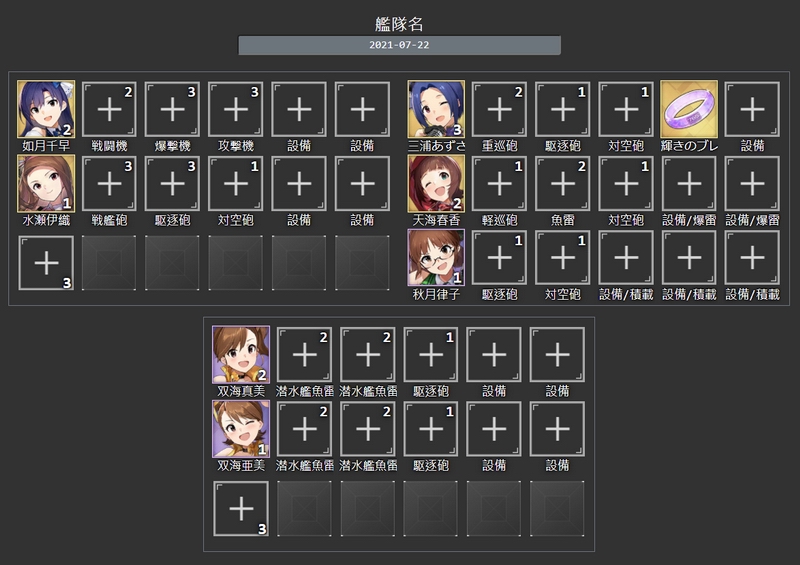 艦隊名
2021-07-22
2 2 3 3
如月千早 戦闘機 爆撃機 攻撃機 設備 設備
1 3 3 1
水瀬伊織 戦艦砲 駆逐砲 対空砲 設備 設備
3
3 2 1 1
三浦あずさ 重巡砲 駆逐砲 対空砲 輝きのブレ 設備
2 1 2 1
天海春香 軽巡砲 魚雷 対空砲 設備/爆雷 設備/爆雷
1 1 1
秋月律子 駆逐砲 対空砲 設備/積載 設備/積載 設備/積載
2 2 2 1
双海真美 潜水艦魚雷 潜水艦魚雷 駆逐砲 設備 設備
1 2 2 1
双海亜美 潜水艦魚雷 潜水艦魚雷 駆逐砲 設備 設備
3